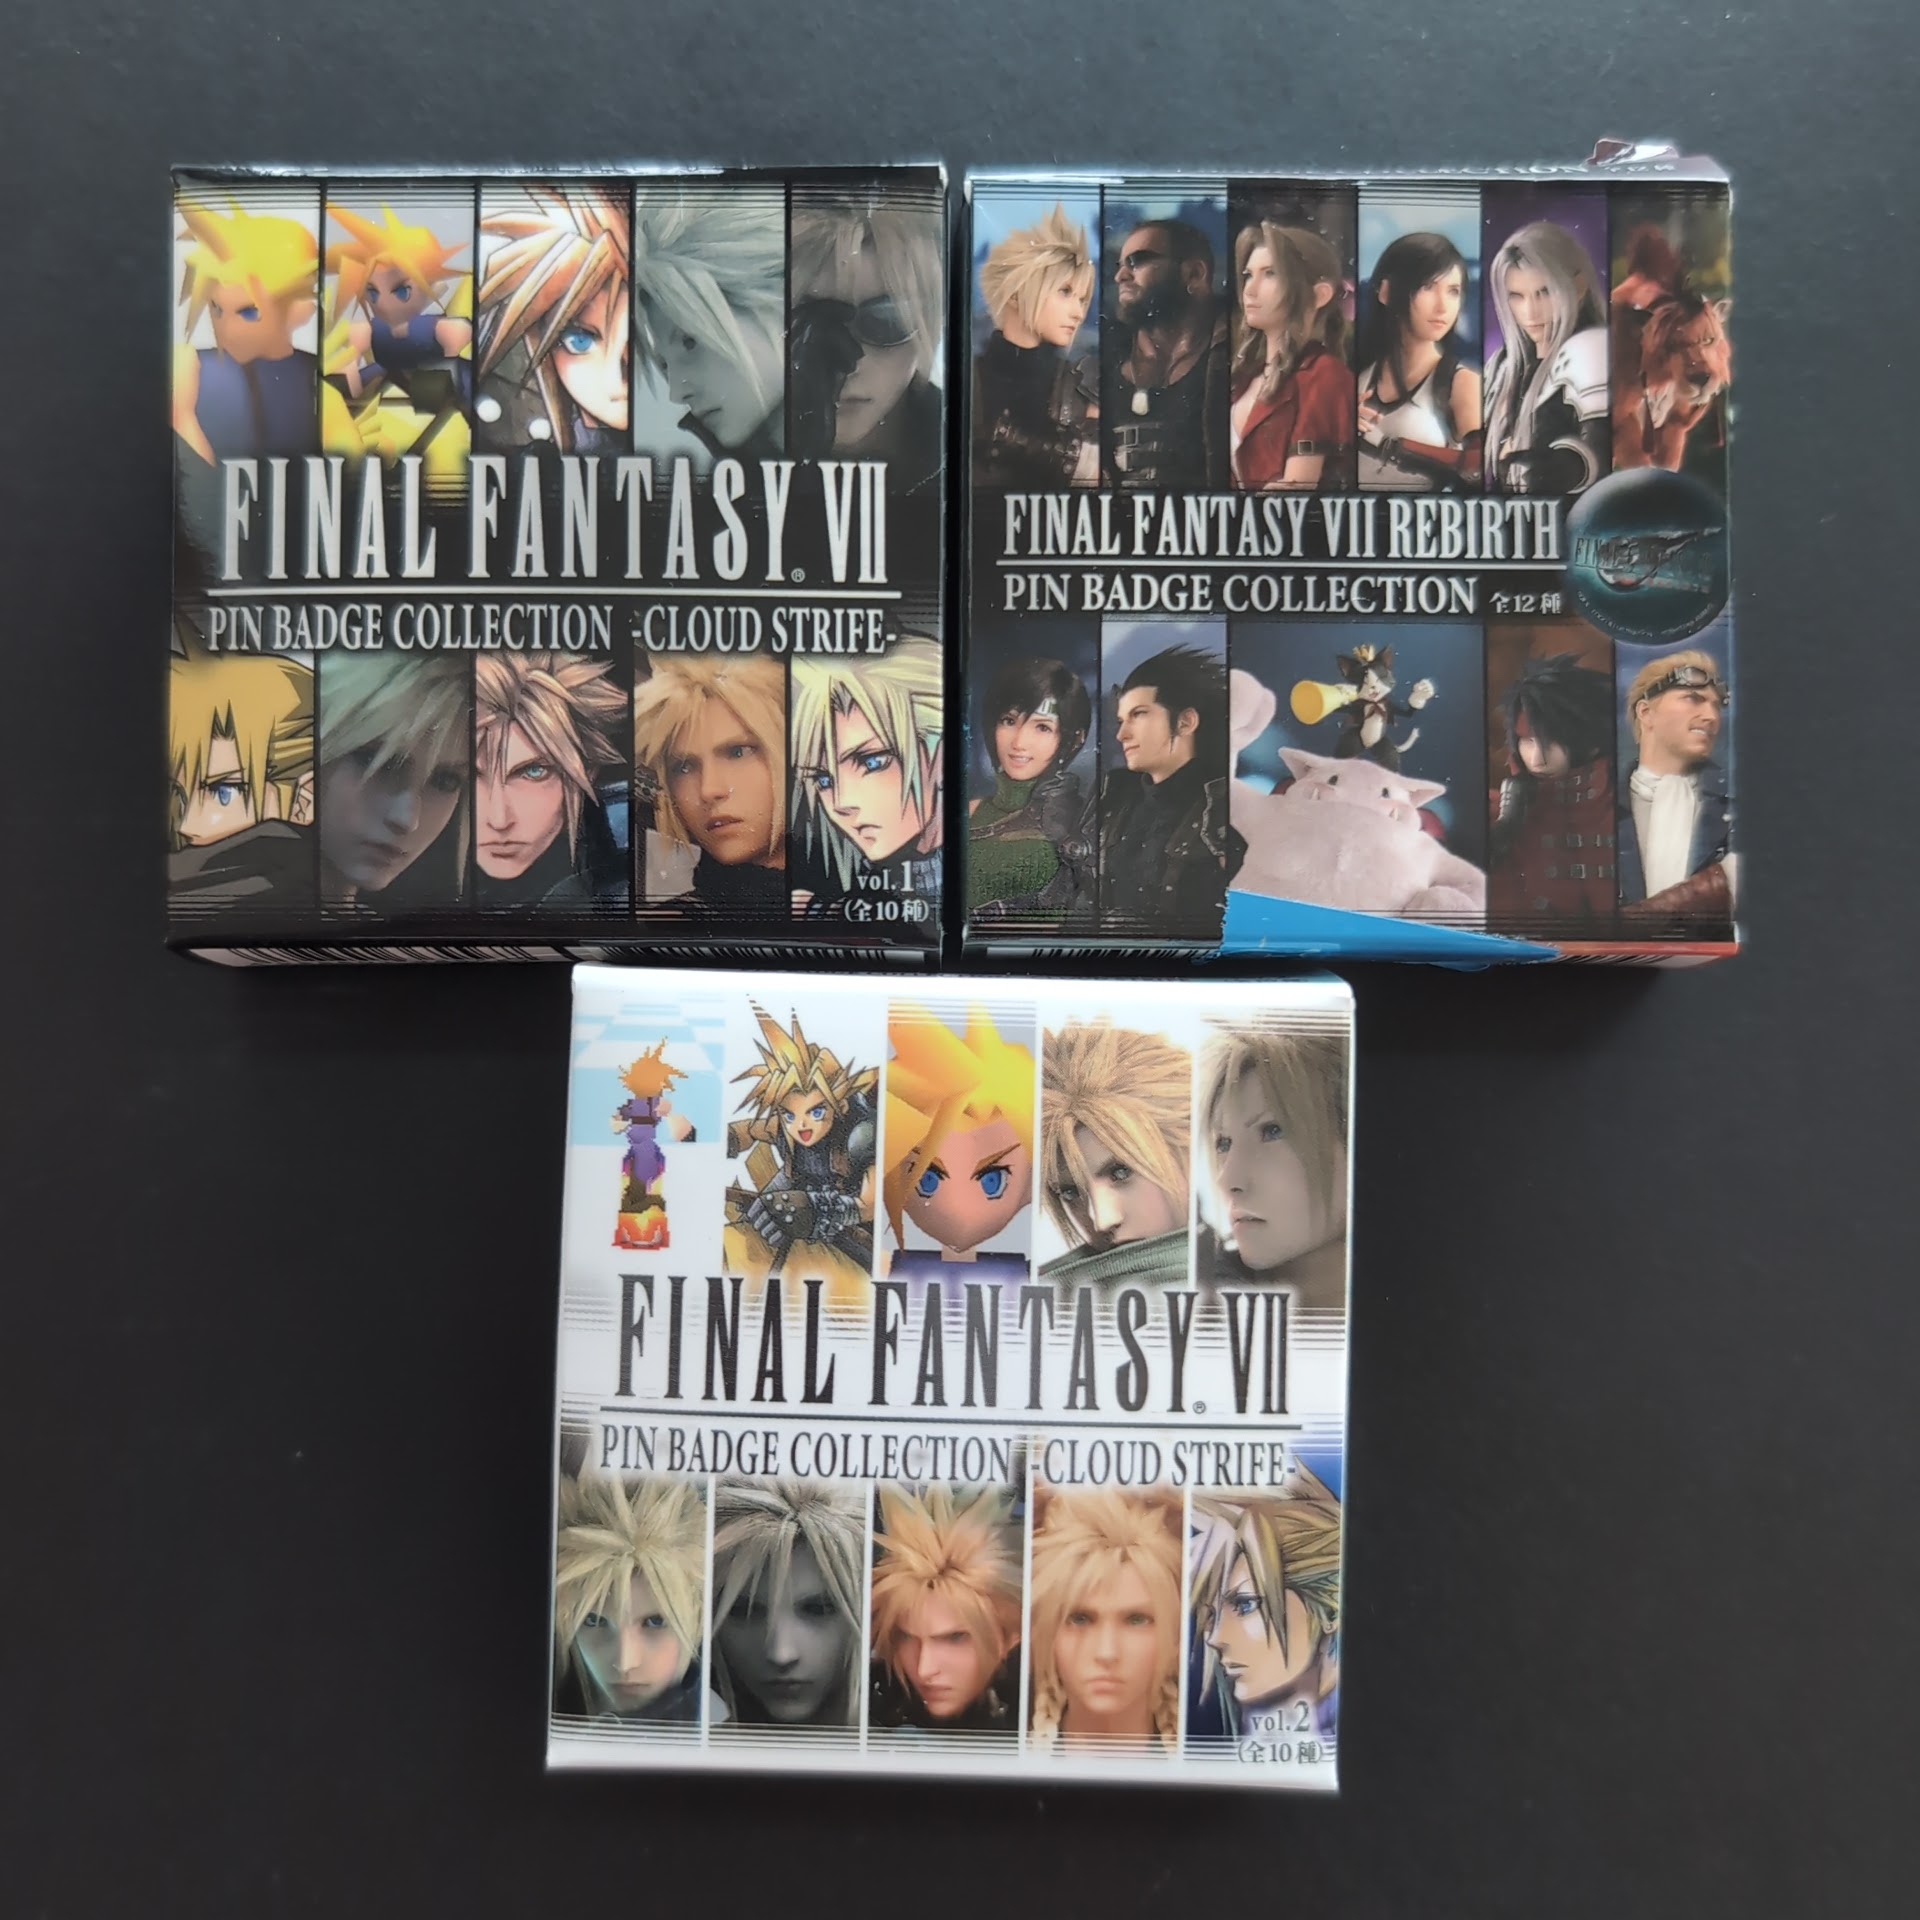 FINAL FANTASY® VII
PIN BADGE COLLECTION -CLOUD STRIFE-
vol.1
(全10種)
FINAL FANTASY VII REBIRTH
PIN BADGE COLLECTION 全12種
FINAL FANTASY® VII
PIN BADGE COLLECTION -CLOUD STRIFE-
vol.2
(全10種)